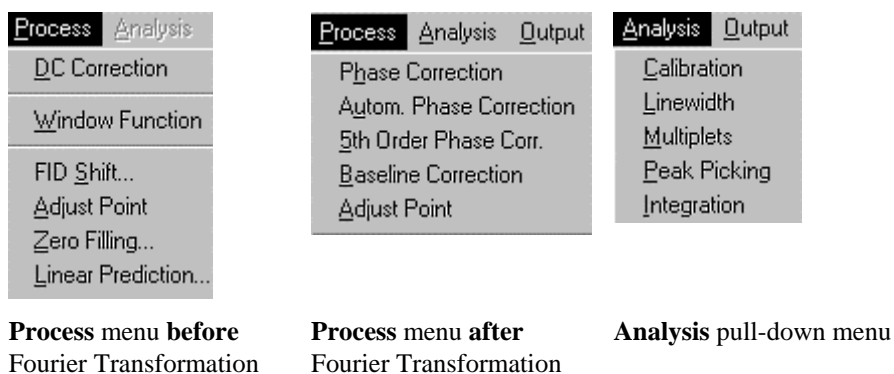 Process Analysis
DC Correction
Window Function
FID Shift...
Adjust Point
Zero Filling...
Linear Prediction...
Process menu before
Fourier Transformation
Process Analysis Output
Phase Correction
Autom. Phase Correction
5th Order Phase Corr.
Baseline Correction
Adjust Point
Process menu after
Fourier Transformation
Analysis Output
Calibration
Linewidth
Multiplets
Peak Picking
Integration
Analysis pull-down menu